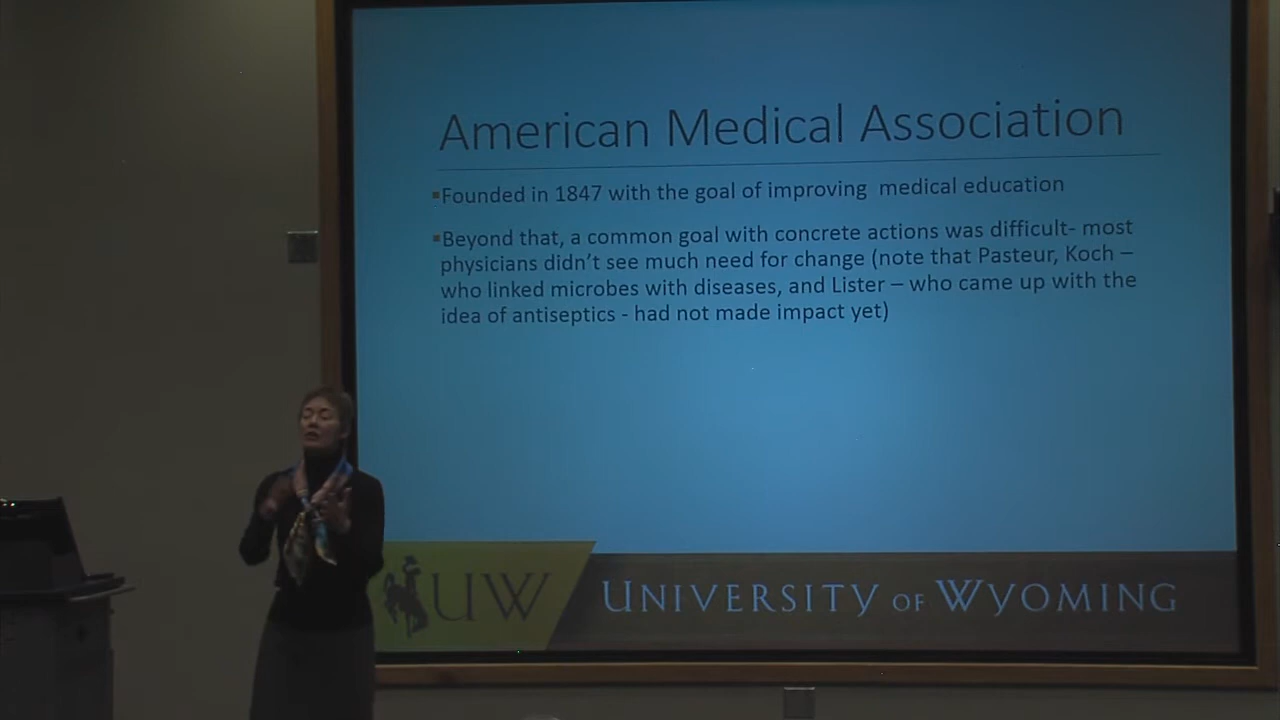 American Medical Association
▪Founded in 1847 with the goal of improving  medical education
▪Beyond that, a common goal with concrete actions was difficult- most
physicians didn't see much need for change (note that Pasteur, Koch –
who linked microbes with diseases, and Lister – who came up with the
idea of antiseptics - had not made impact yet)
UW
UNIVERSITY OF WYOMING